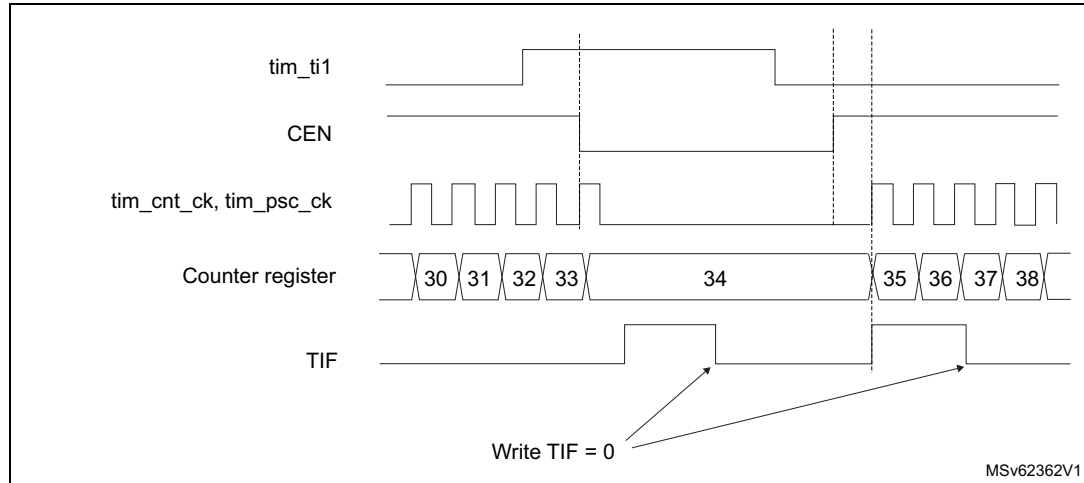 tim_ti1
CEN
tim_cnt_ck, tim_psc_ck
Counter register
30 31 32 33 34 35 36 37 38
TIF
Write TIF = 0
MSv62362V1